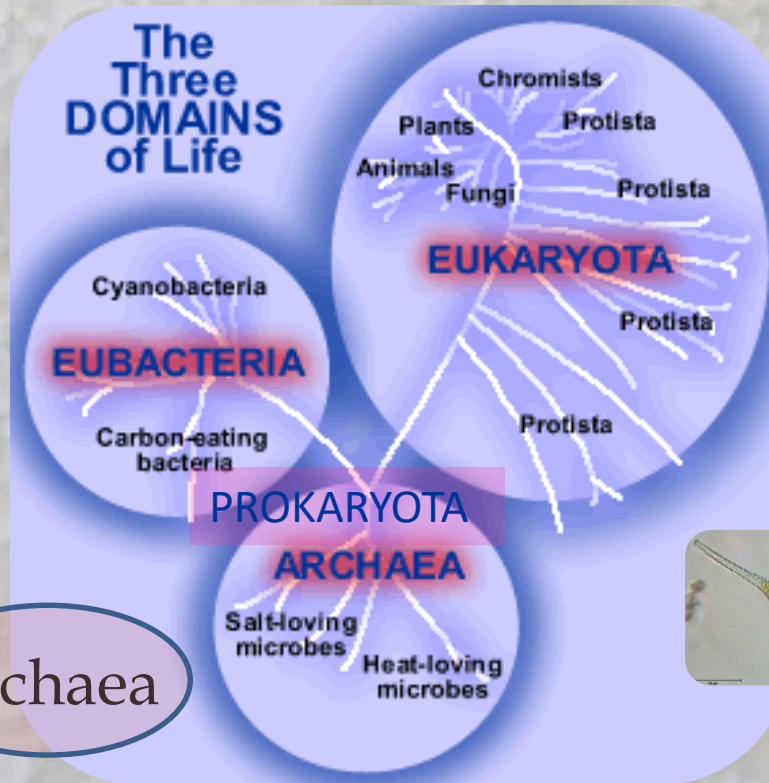 The
Three
DOMAINS
of Life
Chromists
Plants
Protista
Animals
Fungi
Protista
EUKARYOTA
Protista
Protista
Cyanobacteria
EUBACTERIA
Carbon-eating
bacteria
PROKARYOTA
ARCHAEA
Salt-loving
microbes
Heat-loving
microbes
chaea